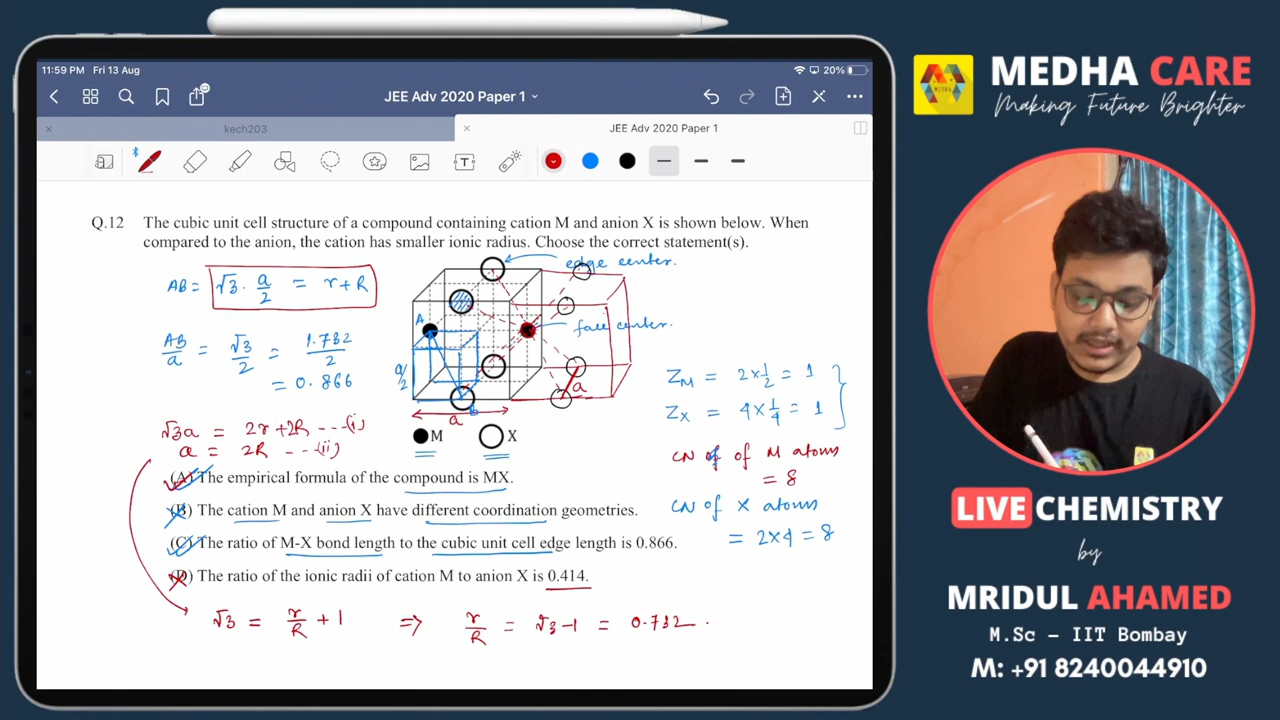 11:59 PM Fri 13 Aug
20%
JEE Adv 2020 Paper 1
kech203
JEE Adv 2020 Paper 1
Q.12 The cubic unit cell structure of a compound containing cation M and anion X is shown below. When
compared to the anion, the cation has smaller ionic radius. Choose the correct statement(s).
edge center.
AB = √3 · a/2 = r+R
A
face center.
AB/a = √3/2 = 1.732/2
= 0.866
a/2
B
a
a
Z_M = 2×1/2 = 1
Z_X = 4×1/4 = 1
√3a = 2r+2R ---(i)
a = 2R ---(ii)
M X
CN of of M atoms
= 8
CN of X atoms
= 2×4 = 8
(A) The empirical formula of the compound is MX.
(B) The cation M and anion X have different coordination geometries.
(C) The ratio of M-X bond length to the cubic unit cell edge length is 0.866.
(D) The ratio of the ionic radii of cation M to anion X is 0.414.
√3 = r/R + 1 ⇒ r/R = √3-1 = 0.732.
MEDHA
MEDHA CARE
Making Future Brighter
LIVE CHEMISTRY
by
MRIDUL AHAMED
M.Sc – IIT Bombay
M: +91 8240044910